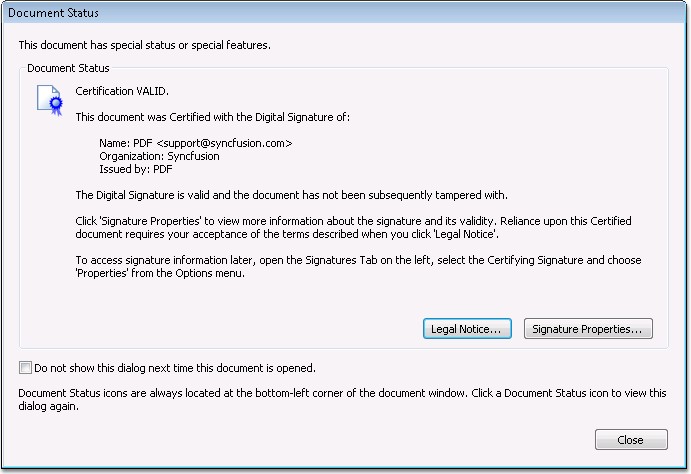 Document Status
This document has special status or special features.
Document Status
Certification VALID.
This document was Certified with the Digital Signature of:
Name: PDF <support@syncfusion.com>
Organization: Syncfusion
Issued by: PDF
The Digital Signature is valid and the document has not been subsequently tampered with.
Click 'Signature Properties' to view more information about the signature and its validity. Reliance upon this Certified
document requires your acceptance of the terms described when you click 'Legal Notice'.
To access signature information later, open the Signatures Tab on the left, select the Certifying Signature and choose
'Properties' from the Options menu.
Legal Notice...
Signature Properties...
Do not show this dialog next time this document is opened.
Document Status icons are always located at the bottom-left corner of the document window. Click a Document Status icon to view this
dialog again.
Close